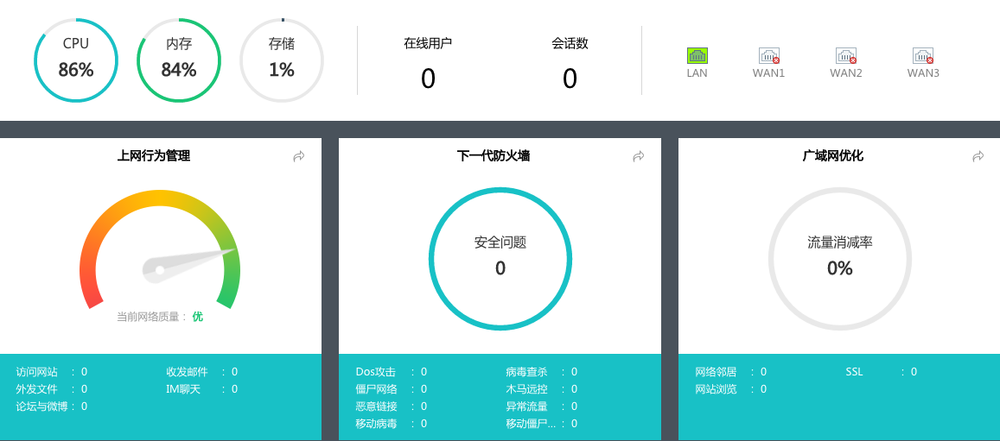 CPU
86%
内存
84%
存储
1%
在线用户
0
会话数
0
LAN
WAN1
WAN2
WAN3
上网行为管理
当前网络质量： 优
访问网站 ： 0 收发邮件 ： 0
外发文件 ： 0 IM聊天 ： 0
论坛与微博： 0
下一代防火墙
安全问题
0
Dos攻击 ： 0 病毒查杀 ： 0
僵尸网络 ： 0 木马远控 ： 0
恶意链接 ： 0 异常流量 ： 0
移动病毒 ： 0 移动僵尸... ： 0
广域网优化
流量消减率
0%
网络邻居 ： 0 SSL ： 0
网站浏览 ： 0